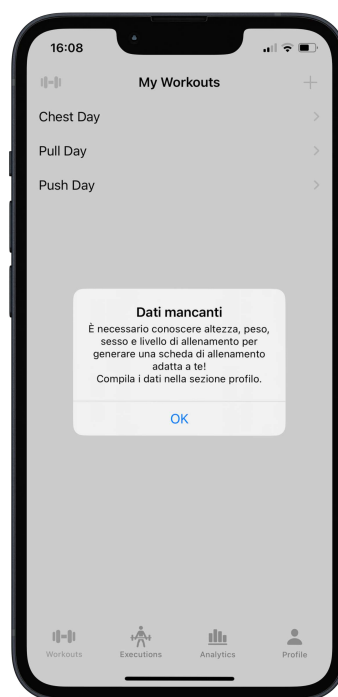 16:08
My Workouts
Chest Day
Pull Day
Push Day
Dati mancanti
È necessario conoscere altezza, peso,
sesso e livello di allenamento per
generare una scheda di allenamento
adatta a te!
Compila i dati nella sezione profilo.
OK
Workouts Executions Analytics Profile